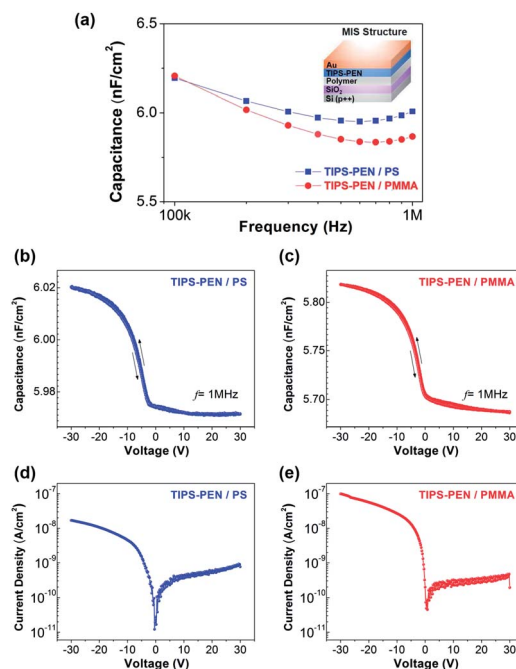 (a)
MIS Structure
Au
TIPS-PEN
Polymer
SiO₂
Si (p++)
6.5
6.0
5.5
Capacitance (nF/cm²)
TIPS-PEN / PS
TIPS-PEN / PMMA
100k
1M
Frequency (Hz)
(b)
TIPS-PEN / PS
6.02
6.00
5.98
Capacitance (nF/cm²)
f= 1MHz
-30 -20 -10 0 10 20 30
Voltage (V)
(c)
TIPS-PEN / PMMA
5.80
5.75
5.70
Capacitance (nF/cm²)
f= 1MHz
-30 -20 -10 0 10 20 30
Voltage (V)
(d)
TIPS-PEN / PS
10⁻⁷
10⁻⁸
10⁻⁹
10⁻¹⁰
10⁻¹¹
Current Density (A/cm²)
-30 -20 -10 0 10 20 30
Voltage (V)
(e)
TIPS-PEN / PMMA
10⁻⁷
10⁻⁸
10⁻⁹
10⁻¹⁰
10⁻¹¹
Current Density (A/cm²)
-30 -20 -10 0 10 20 30
Voltage (V)